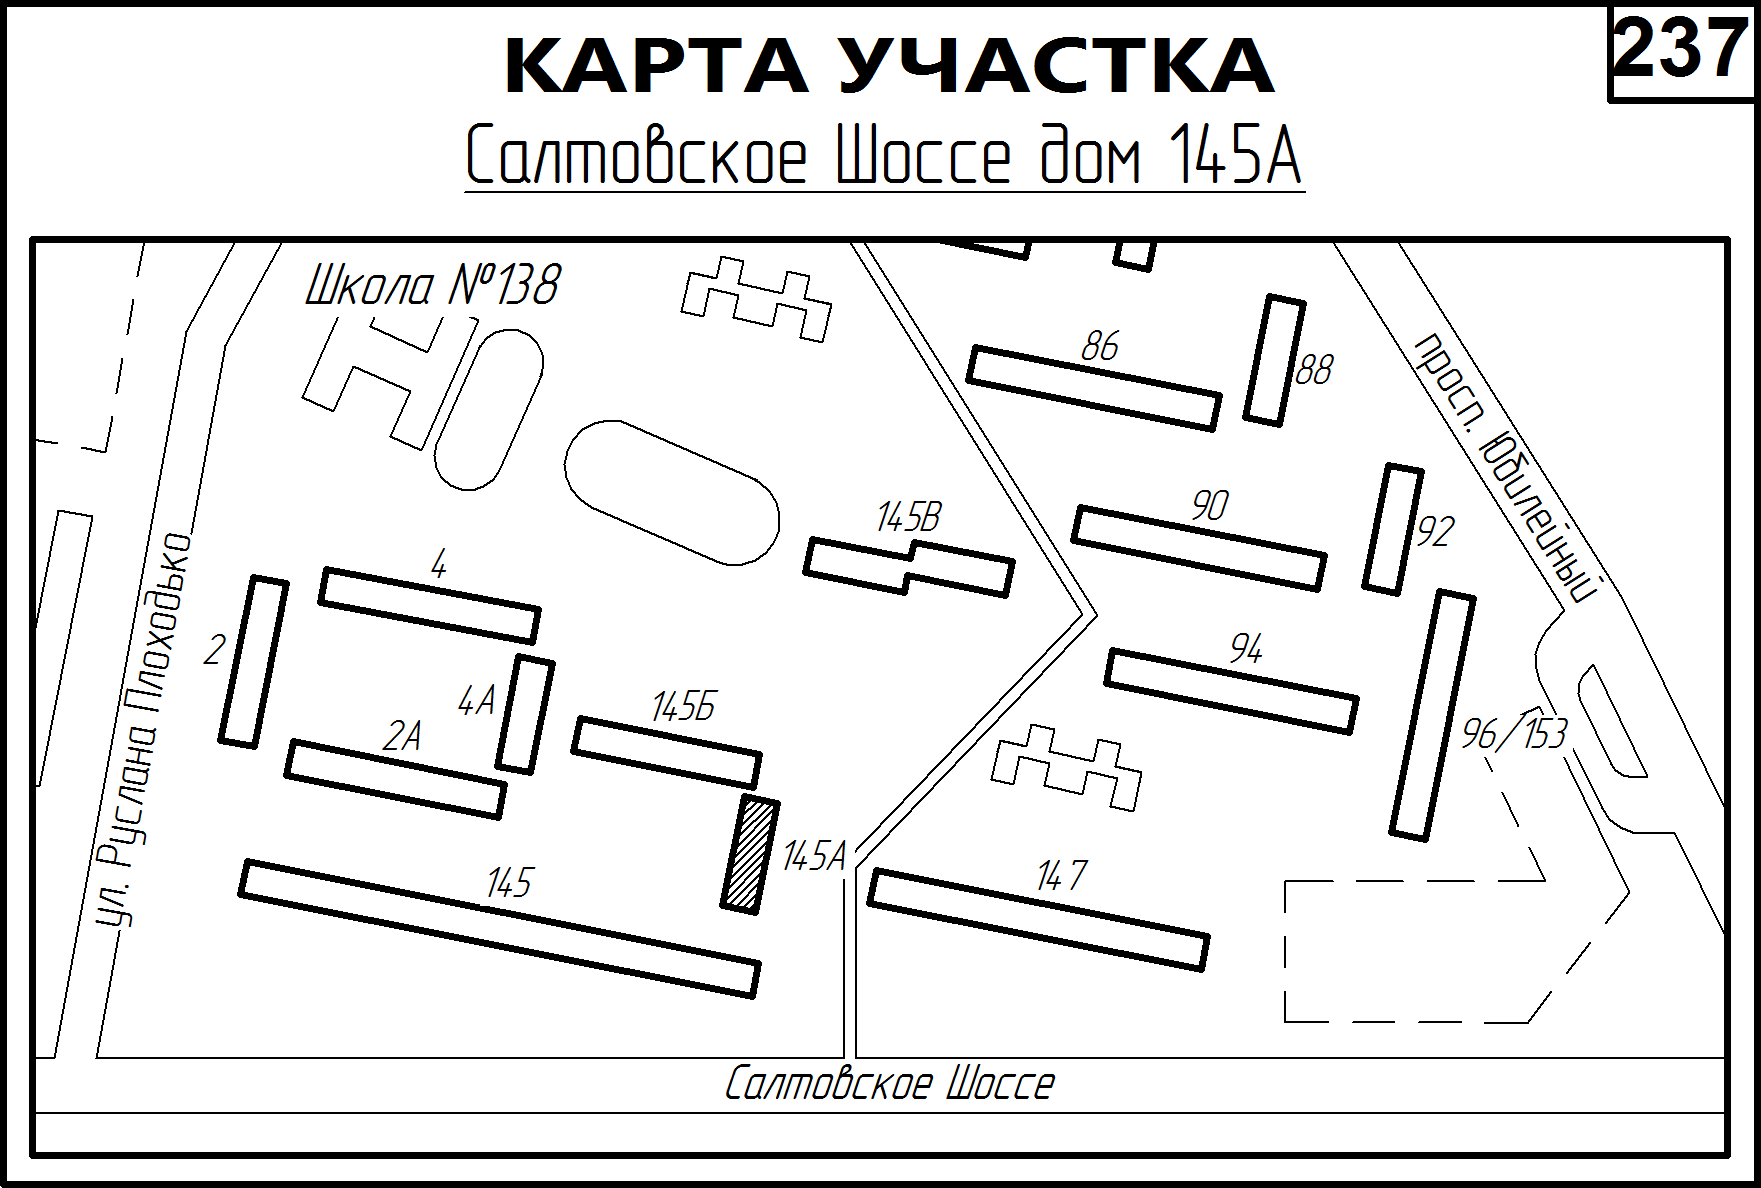 237
КАРТА УЧАСТКА
Салтовское Шоссе дом 145А
Школа №138
86
88
просп. Юбилейный
145В
90
92
4
2
4А
145Б
94
2А
96/153
ул. Руслана Плоходько
145А
145
147
Салтовское Шоссе